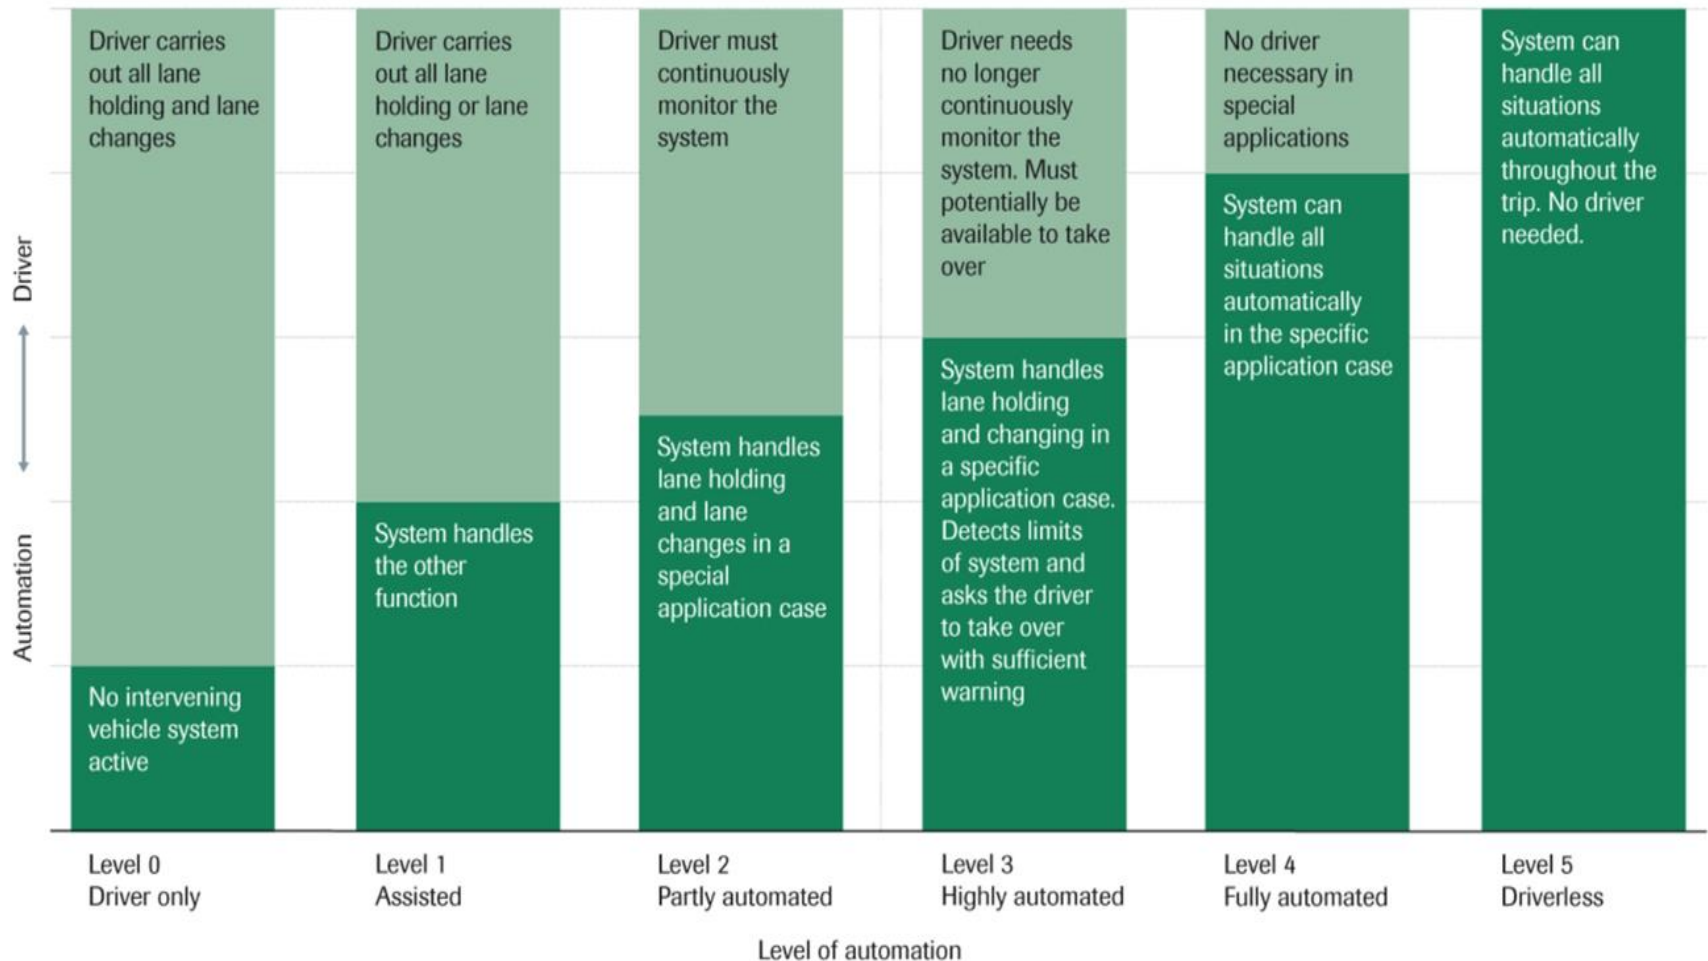 Driver carries
out all lane
holding and lane
changes
No intervening
vehicle system
active
Driver carries
out all lane
holding or lane
changes
System handles
the other
function
Driver must
continuously
monitor the
system
System handles
lane holding
and lane
changes in a
special
application case
Driver needs
no longer
continuously
monitor the
system. Must
potentially be
available to take
over
System handles
lane holding
and changing in
a specific
application case.
Detects limits
of system and
asks the driver
to take over
with sufficient
warning
No driver
necessary in
special
applications
System can
handle all
situations
automatically
in the specific
application case
System can
handle all
situations
automatically
throughout the
trip. No driver
needed.
Driver
Automation
Level 0
Driver only
Level 1
Assisted
Level 2
Partly automated
Level 3
Highly automated
Level 4
Fully automated
Level 5
Driverless
Level of automation